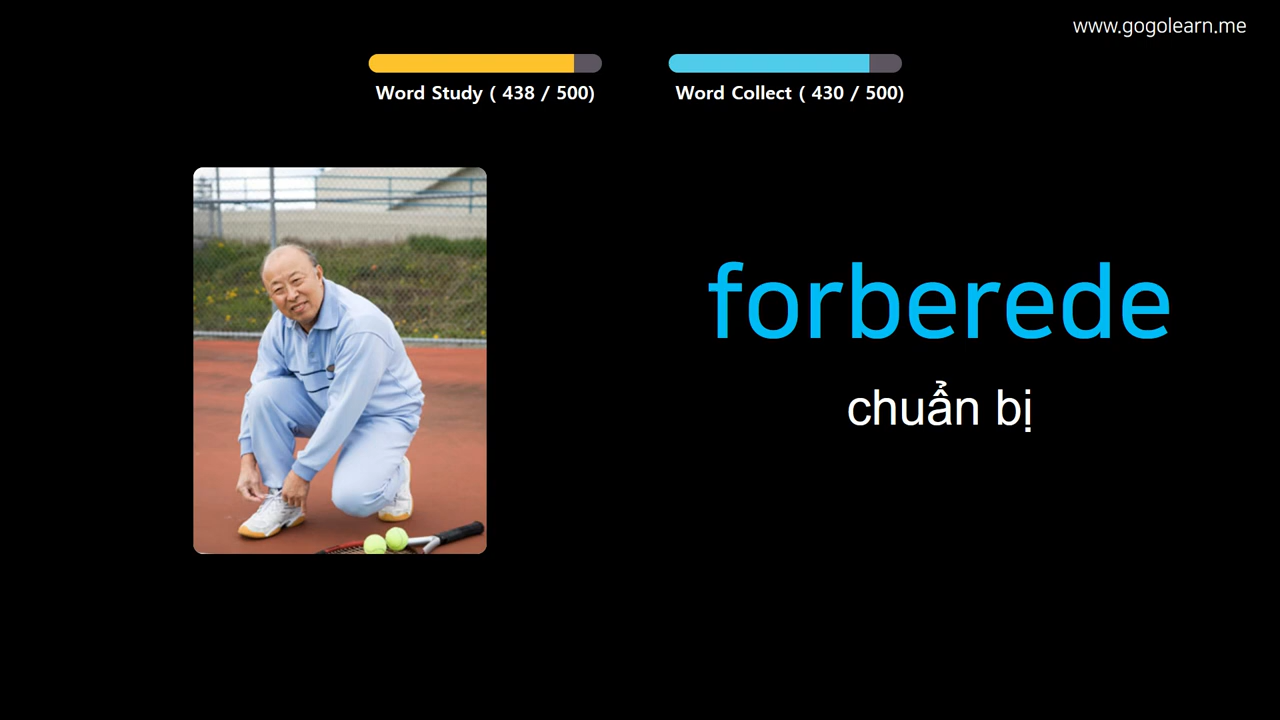 www.gogolearn.me
Word Study ( 438 / 500)
Word Collect ( 430 / 500)
forberede
chuẩn bị